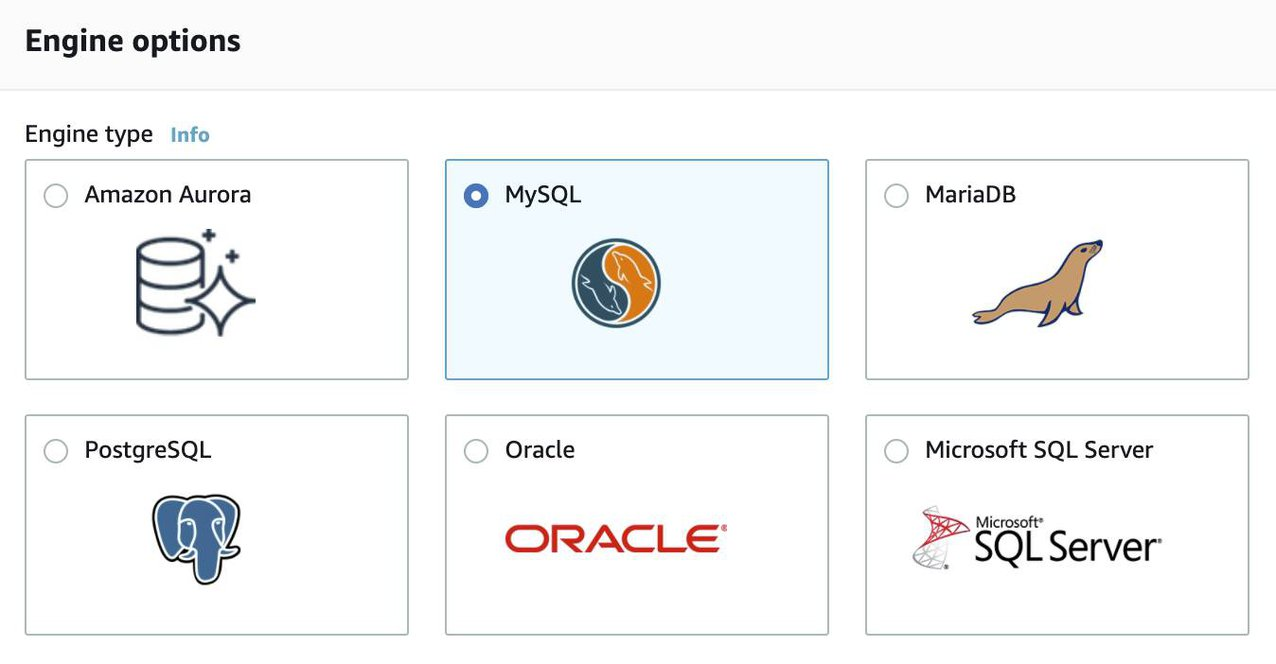 Engine options
Engine type Info
Amazon Aurora
MySQL
MariaDB
PostgreSQL
Oracle
Microsoft SQL Server
ORACLE®
Microsoft®
SQL Server®